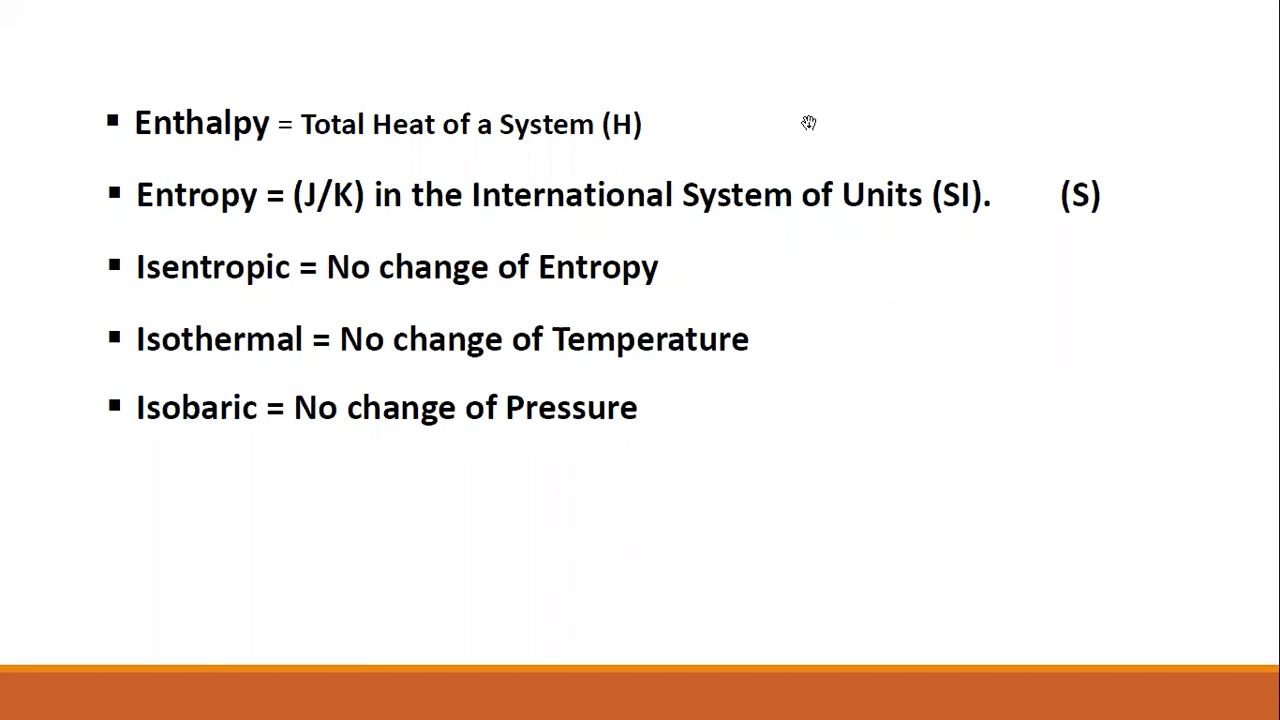 ▪ Enthalpy = Total Heat of a System (H)
▪ Entropy = (J/K) in the International System of Units (SI). (S)
▪ Isentropic = No change of Entropy
▪ Isothermal = No change of Temperature
▪ Isobaric = No change of Pressure